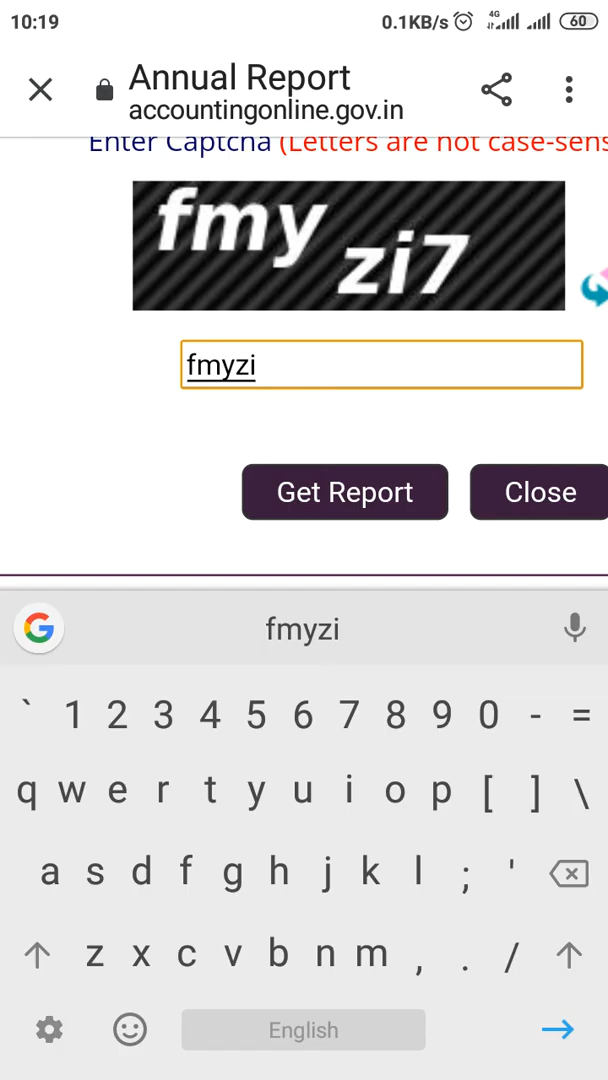 10:19 0.1KB/s 4G 60
Annual Report
accountingonline.gov.in
Enter Captcha (Letters are not case-sens
fmy
zi7
fmyzi
Get Report Close
G fmyzi
` 1 2 3 4 5 6 7 8 9 0 - =
q w e r t y u i o p [ ] \
a s d f g h j k l ; '
z x c v b n m , . /
English